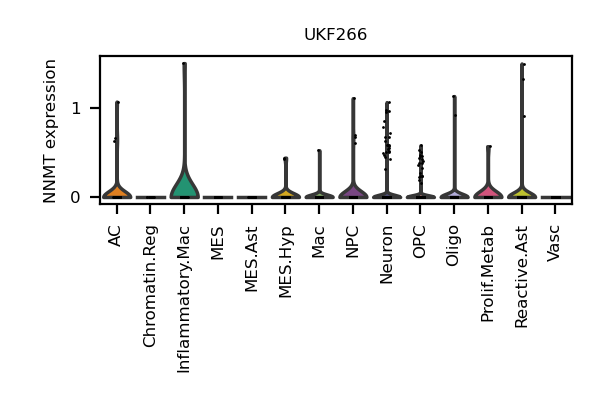 UKF266
NNMT expression
1
0
AC
Chromatin.Reg
Inflammatory.Mac
MES
MES.Ast
MES.Hyp
Mac
NPC
Neuron
OPC
Oligo
Prolif.Metab
Reactive.Ast
Vasc